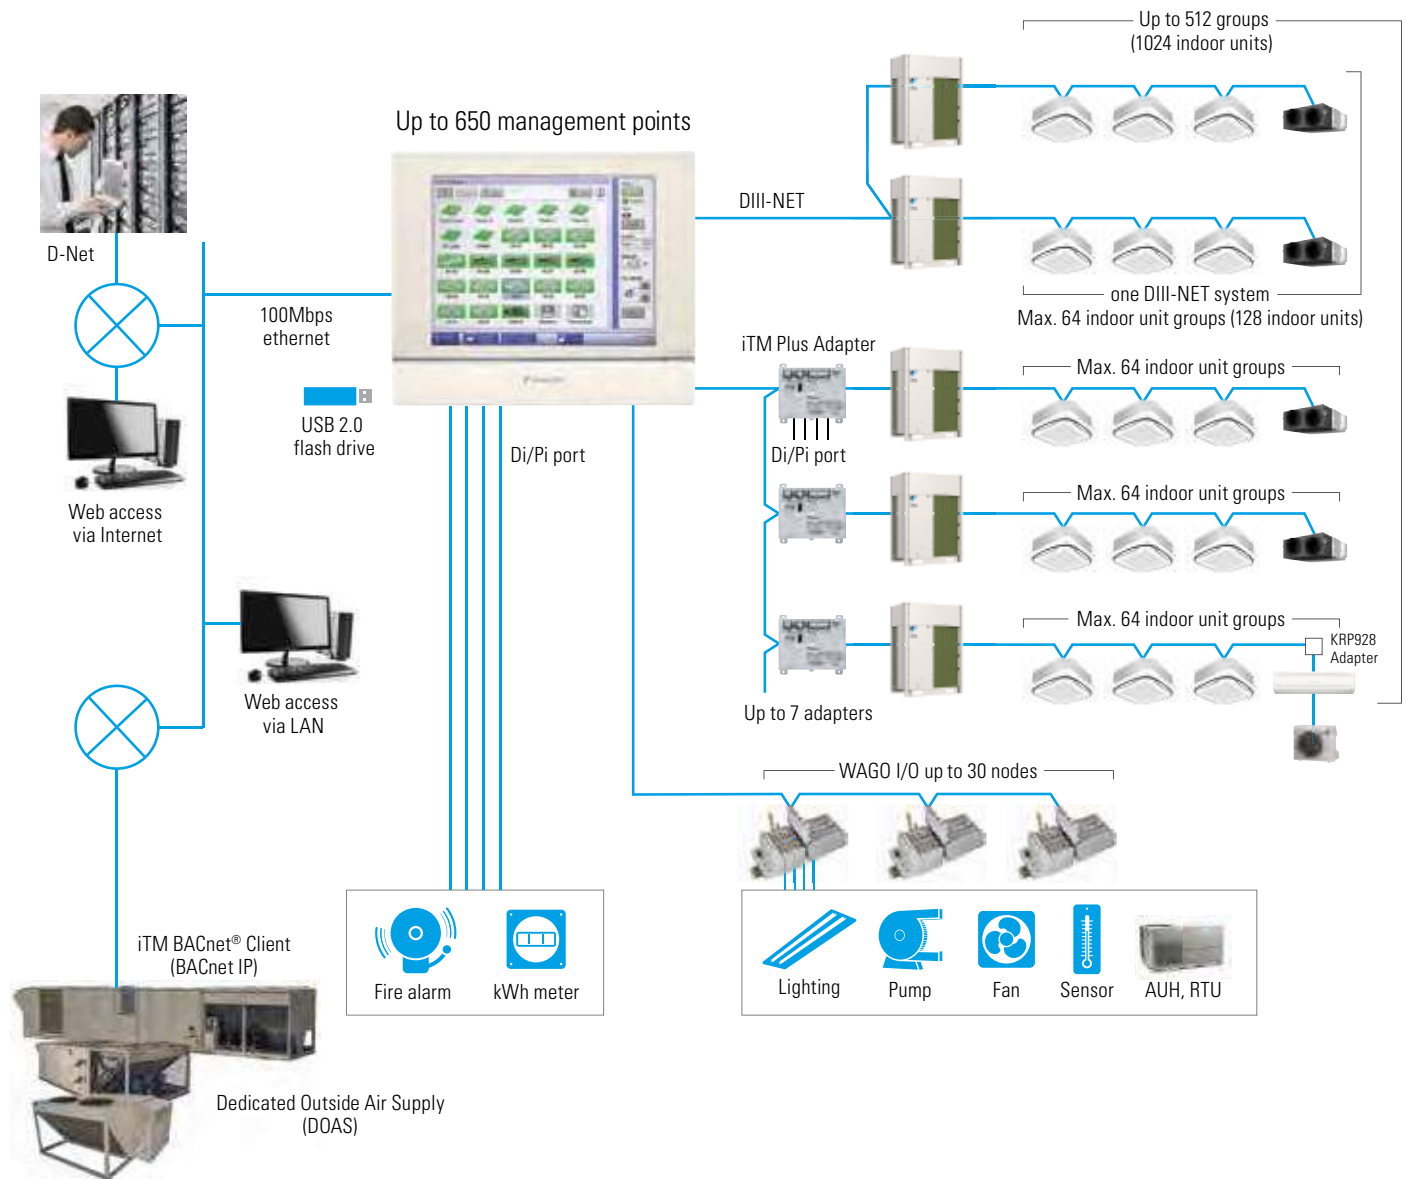 Up to 512 groups
(1024 indoor units)
Up to 650 management points
D-Net
DIII-NET
100Mbps
ethernet
one DIII-NET system
Max. 64 indoor unit groups (128 indoor units)
iTM Plus Adapter
Max. 64 indoor unit groups
USB 2.0
flash drive
Di/Pi port
Di/Pi port
Max. 64 indoor unit groups
Web access
via Internet
Max. 64 indoor unit groups
KRP928
Adapter
Web access
via LAN
Up to 7 adapters
WAGO I/O up to 30 nodes
iTM BACnet® Client
(BACnet IP)
Fire alarm
kWh meter
Lighting
Pump
Fan
Sensor
AUH, RTU
Dedicated Outside Air Supply
(DOAS)